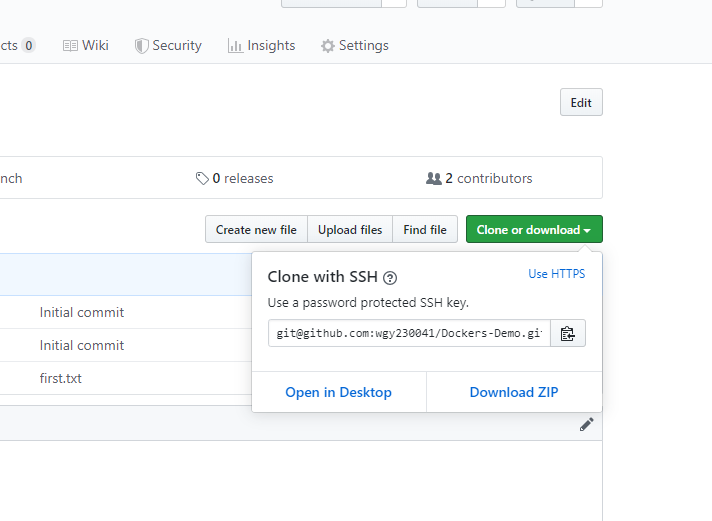 cts 0 Wiki Security Insights Settings
Edit
nch 0 releases 2 contributors
Create new file Upload files Find file Clone or download
Clone with SSH Use HTTPS
Use a password protected SSH key.
git@github.com:wgy230041/Dockers-Demo.git
Initial commit
Initial commit
first.txt
Open in Desktop Download ZIP